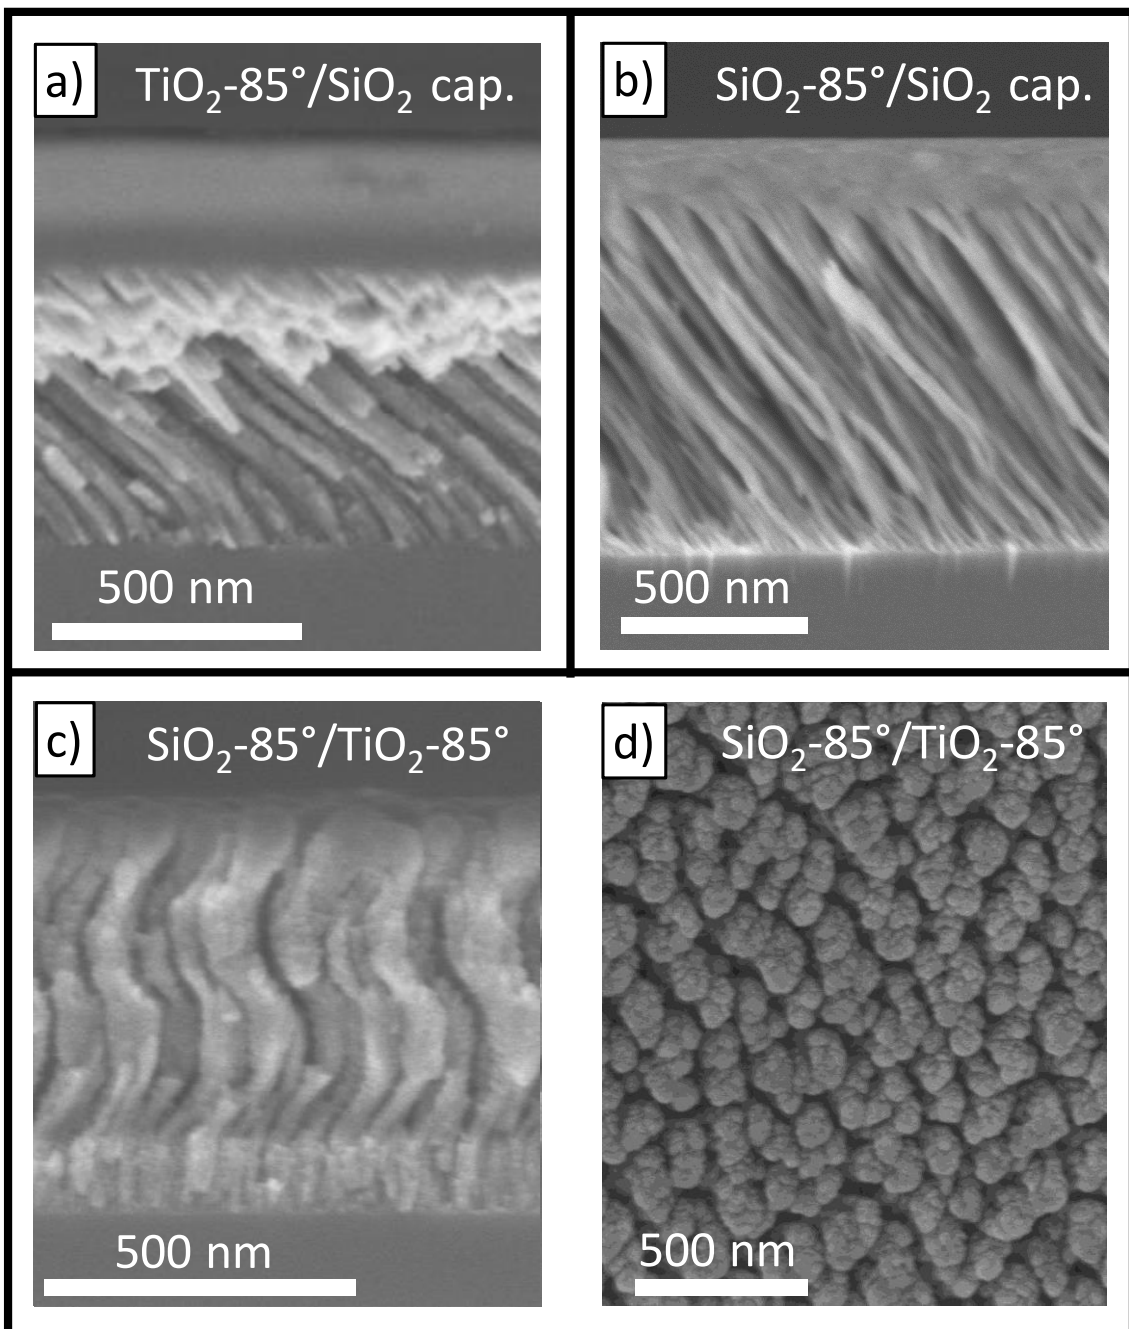 a)
TiO₂-85°/SiO₂ cap.
500 nm
b)
SiO₂-85°/SiO₂ cap.
500 nm
c)
SiO₂-85°/TiO₂-85°
500 nm
d)
SiO₂-85°/TiO₂-85°
500 nm